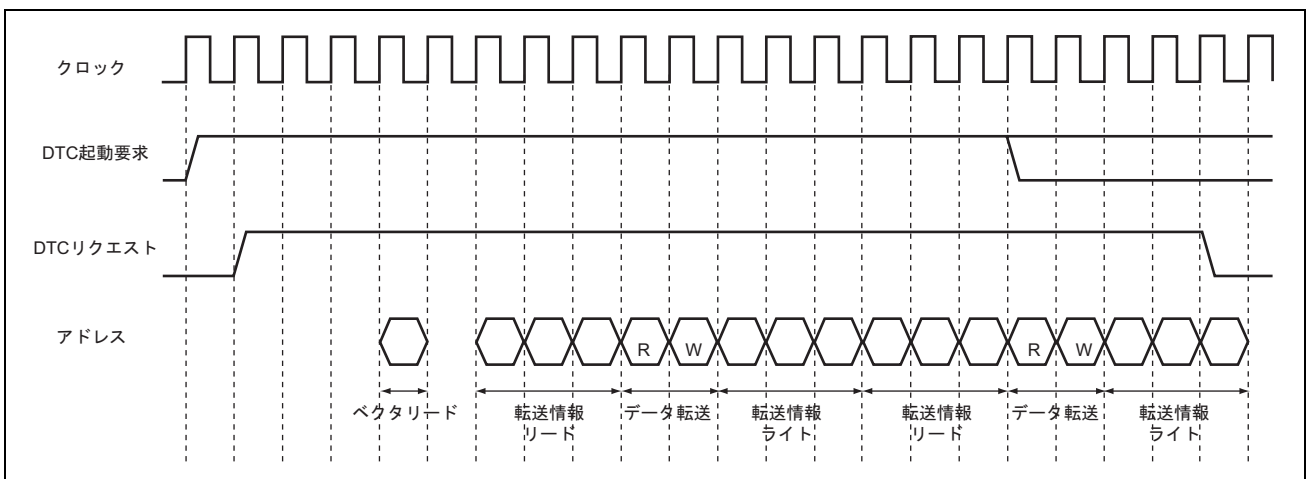 クロック
DTC起動要求
DTCリクエスト
アドレス
R
W
R
W
ベクタリード
転送情報
リード
データ転送
転送情報
ライト
転送情報
リード
データ転送
転送情報
ライト